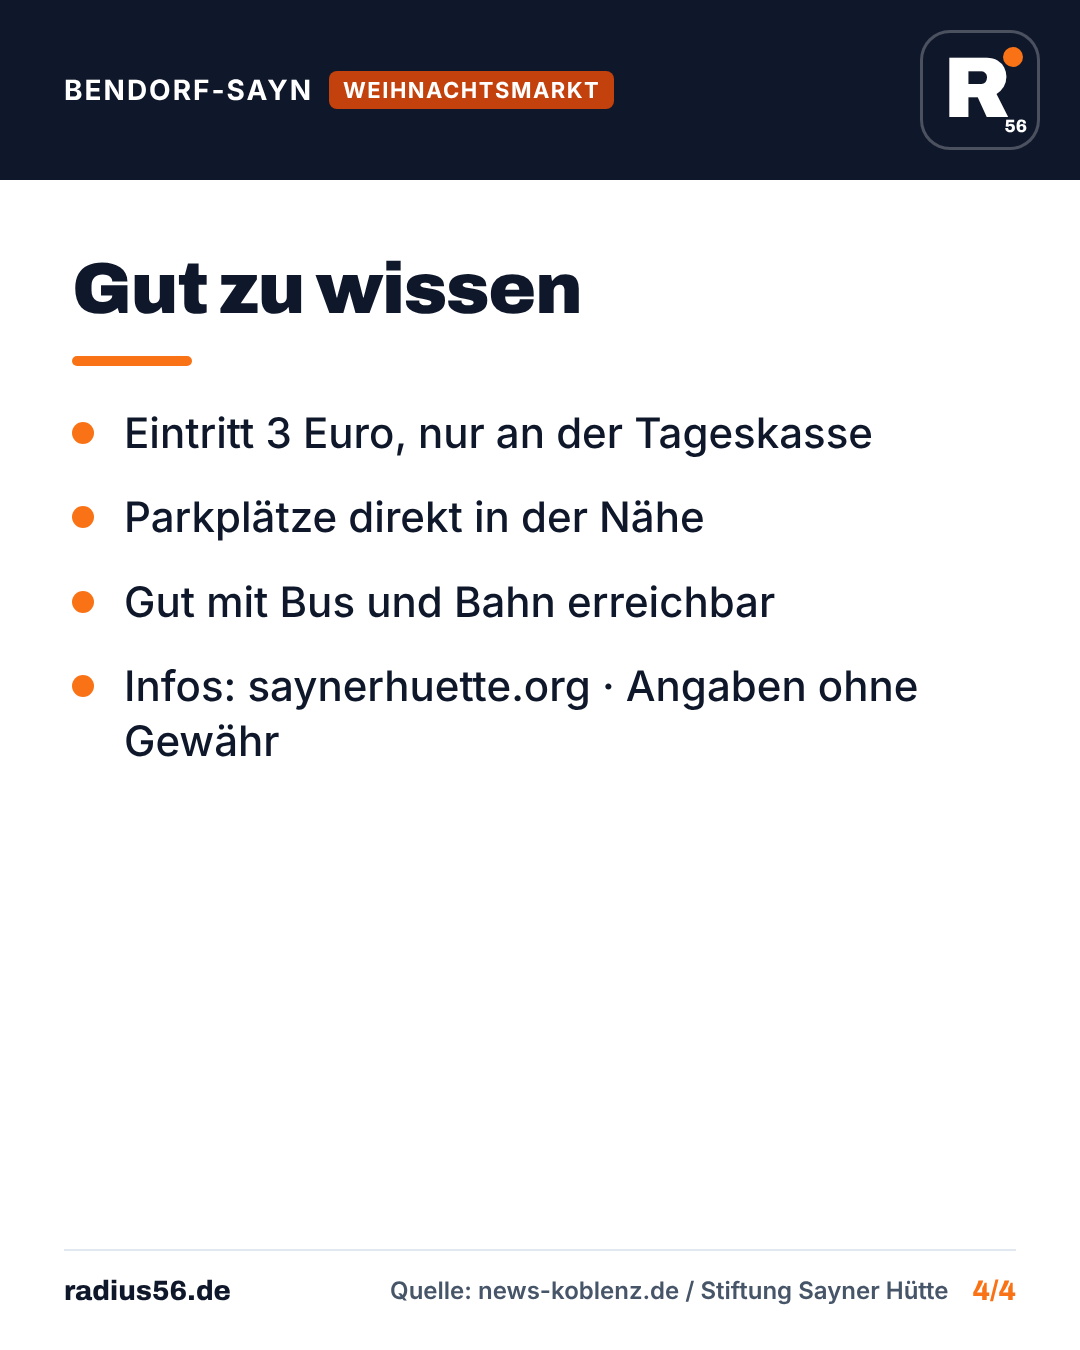 BENDORF-SAYN WEIHNACHTSMARKT
R
56
Gut zu wissen
Eintritt 3 Euro, nur an der Tageskasse
Parkplätze direkt in der Nähe
Gut mit Bus und Bahn erreichbar
Infos: saynerhuette.org · Angaben ohne
Gewähr
radius56.de Quelle: news-koblenz.de / Stiftung Sayner Hütte 4/4